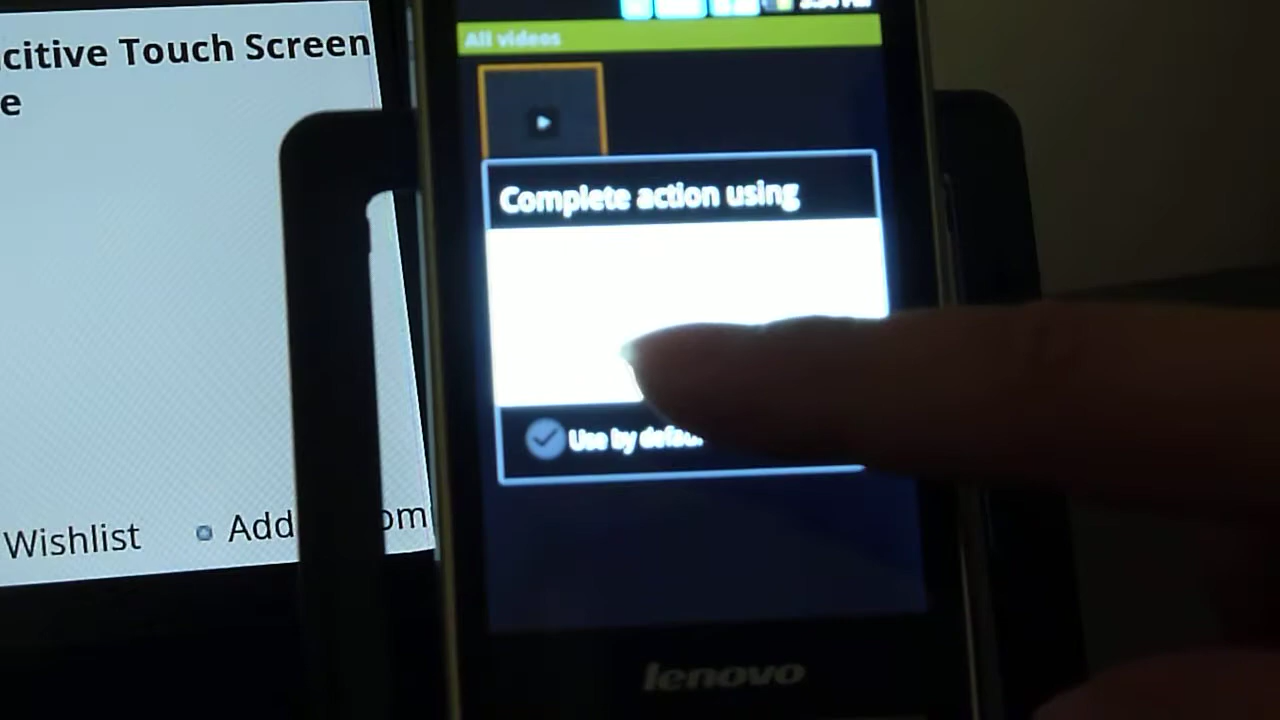 citive Touch Screen
e
All videos
Complete action using
Use by defau
Wishlist
Add
om
lenovo